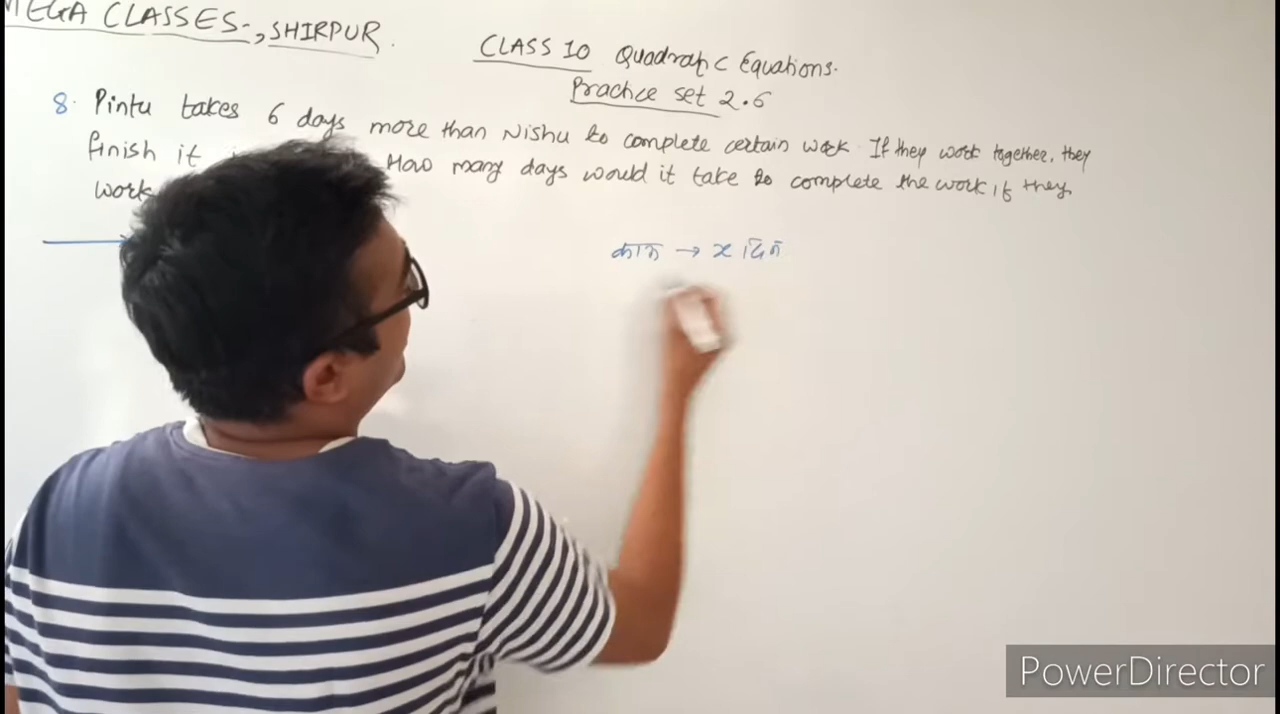 MEGA CLASSES-, SHIRPUR.
CLASS 10 Quadratic Equations.
Practice set 2.6
8. Pintu takes 6 days more than Nishu to complete certain work. If they work together, they
finish it How many days would it take to complete the work if they
work
काम → x दिन
PowerDirector